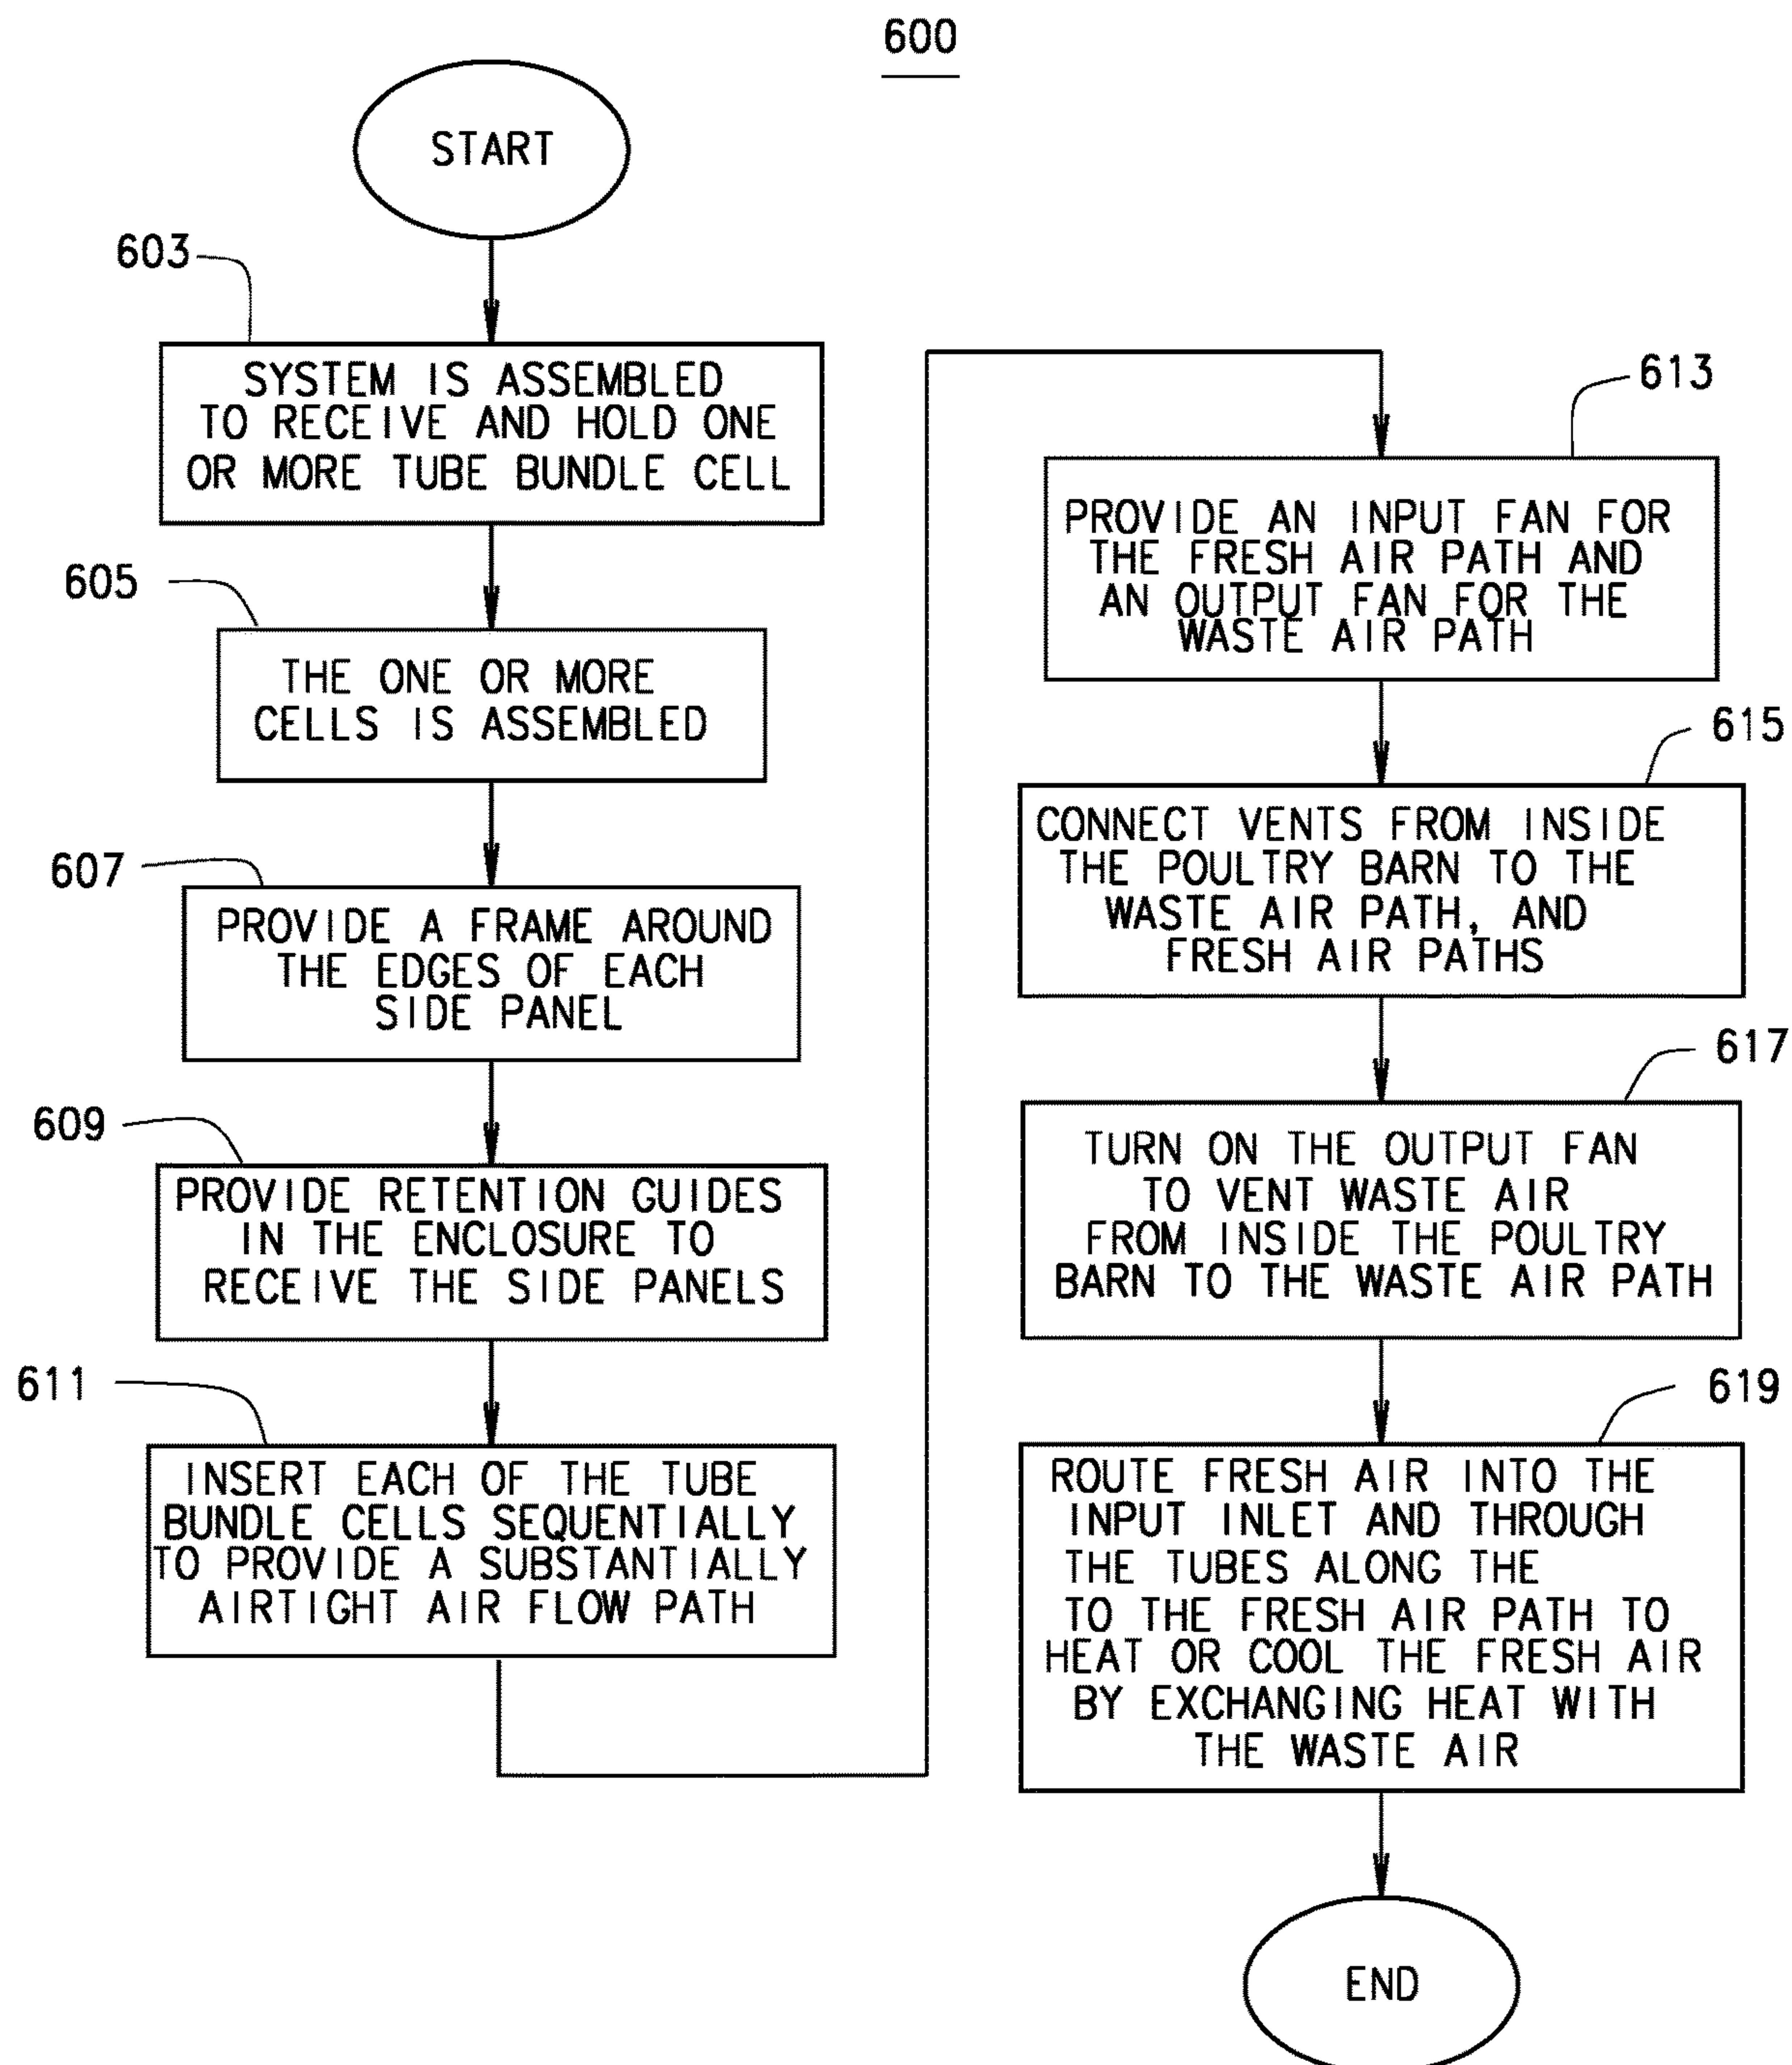 600
START
603
SYSTEM IS ASSEMBLED
TO RECEIVE AND HOLD ONE
OR MORE TUBE BUNDLE CELL
605
THE ONE OR MORE
CELLS IS ASSEMBLED
607
PROVIDE A FRAME AROUND
THE EDGES OF EACH
SIDE PANEL
609
PROVIDE RETENTION GUIDES
IN THE ENCLOSURE TO
RECEIVE THE SIDE PANELS
611
INSERT EACH OF THE TUBE
BUNDLE CELLS SEQUENTIALLY
TO PROVIDE A SUBSTANTIALLY
AIRTIGHT AIR FLOW PATH
613
PROVIDE AN INPUT FAN FOR
THE FRESH AIR PATH AND
AN OUTPUT FAN FOR THE
WASTE AIR PATH
615
CONNECT VENTS FROM INSIDE
THE POULTRY BARN TO THE
WASTE AIR PATH, AND
FRESH AIR PATHS
617
TURN ON THE OUTPUT FAN
TO VENT WASTE AIR
FROM INSIDE THE POULTRY
BARN TO THE WASTE AIR PATH
619
ROUTE FRESH AIR INTO THE
INPUT INLET AND THROUGH
THE TUBES ALONG THE
TO THE FRESH AIR PATH TO
HEAT OR COOL THE FRESH AIR
BY EXCHANGING HEAT WITH
THE WASTE AIR
END